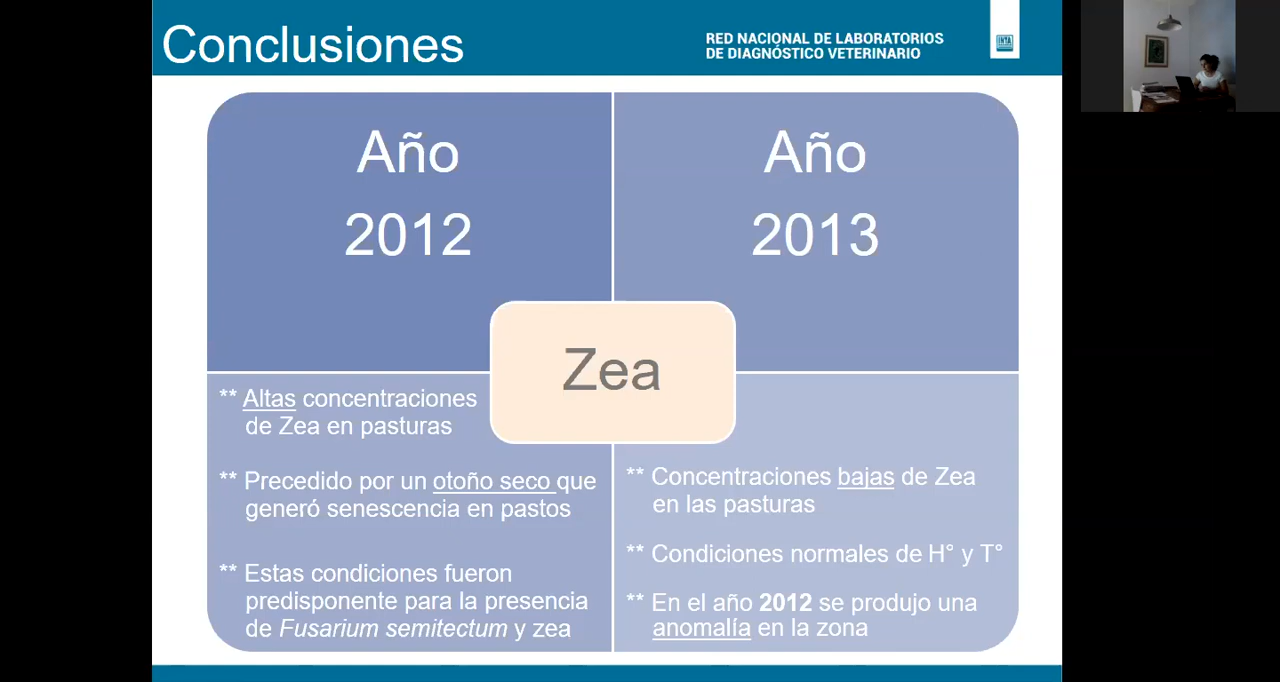 Conclusiones
RED NACIONAL DE LABORATORIOS
DE DIAGNÓSTICO VETERINARIO
INTA
Año
2012
Año
2013
Zea
** Altas concentraciones
de Zea en pasturas
** Precedido por un otoño seco que
generó senescencia en pastos
** Estas condiciones fueron
predisponente para la presencia
de Fusarium semitectum y zea
** Concentraciones bajas de Zea
en las pasturas
** Condiciones normales de H° y T°
** En el año 2012 se produjo una
anomalía en la zona